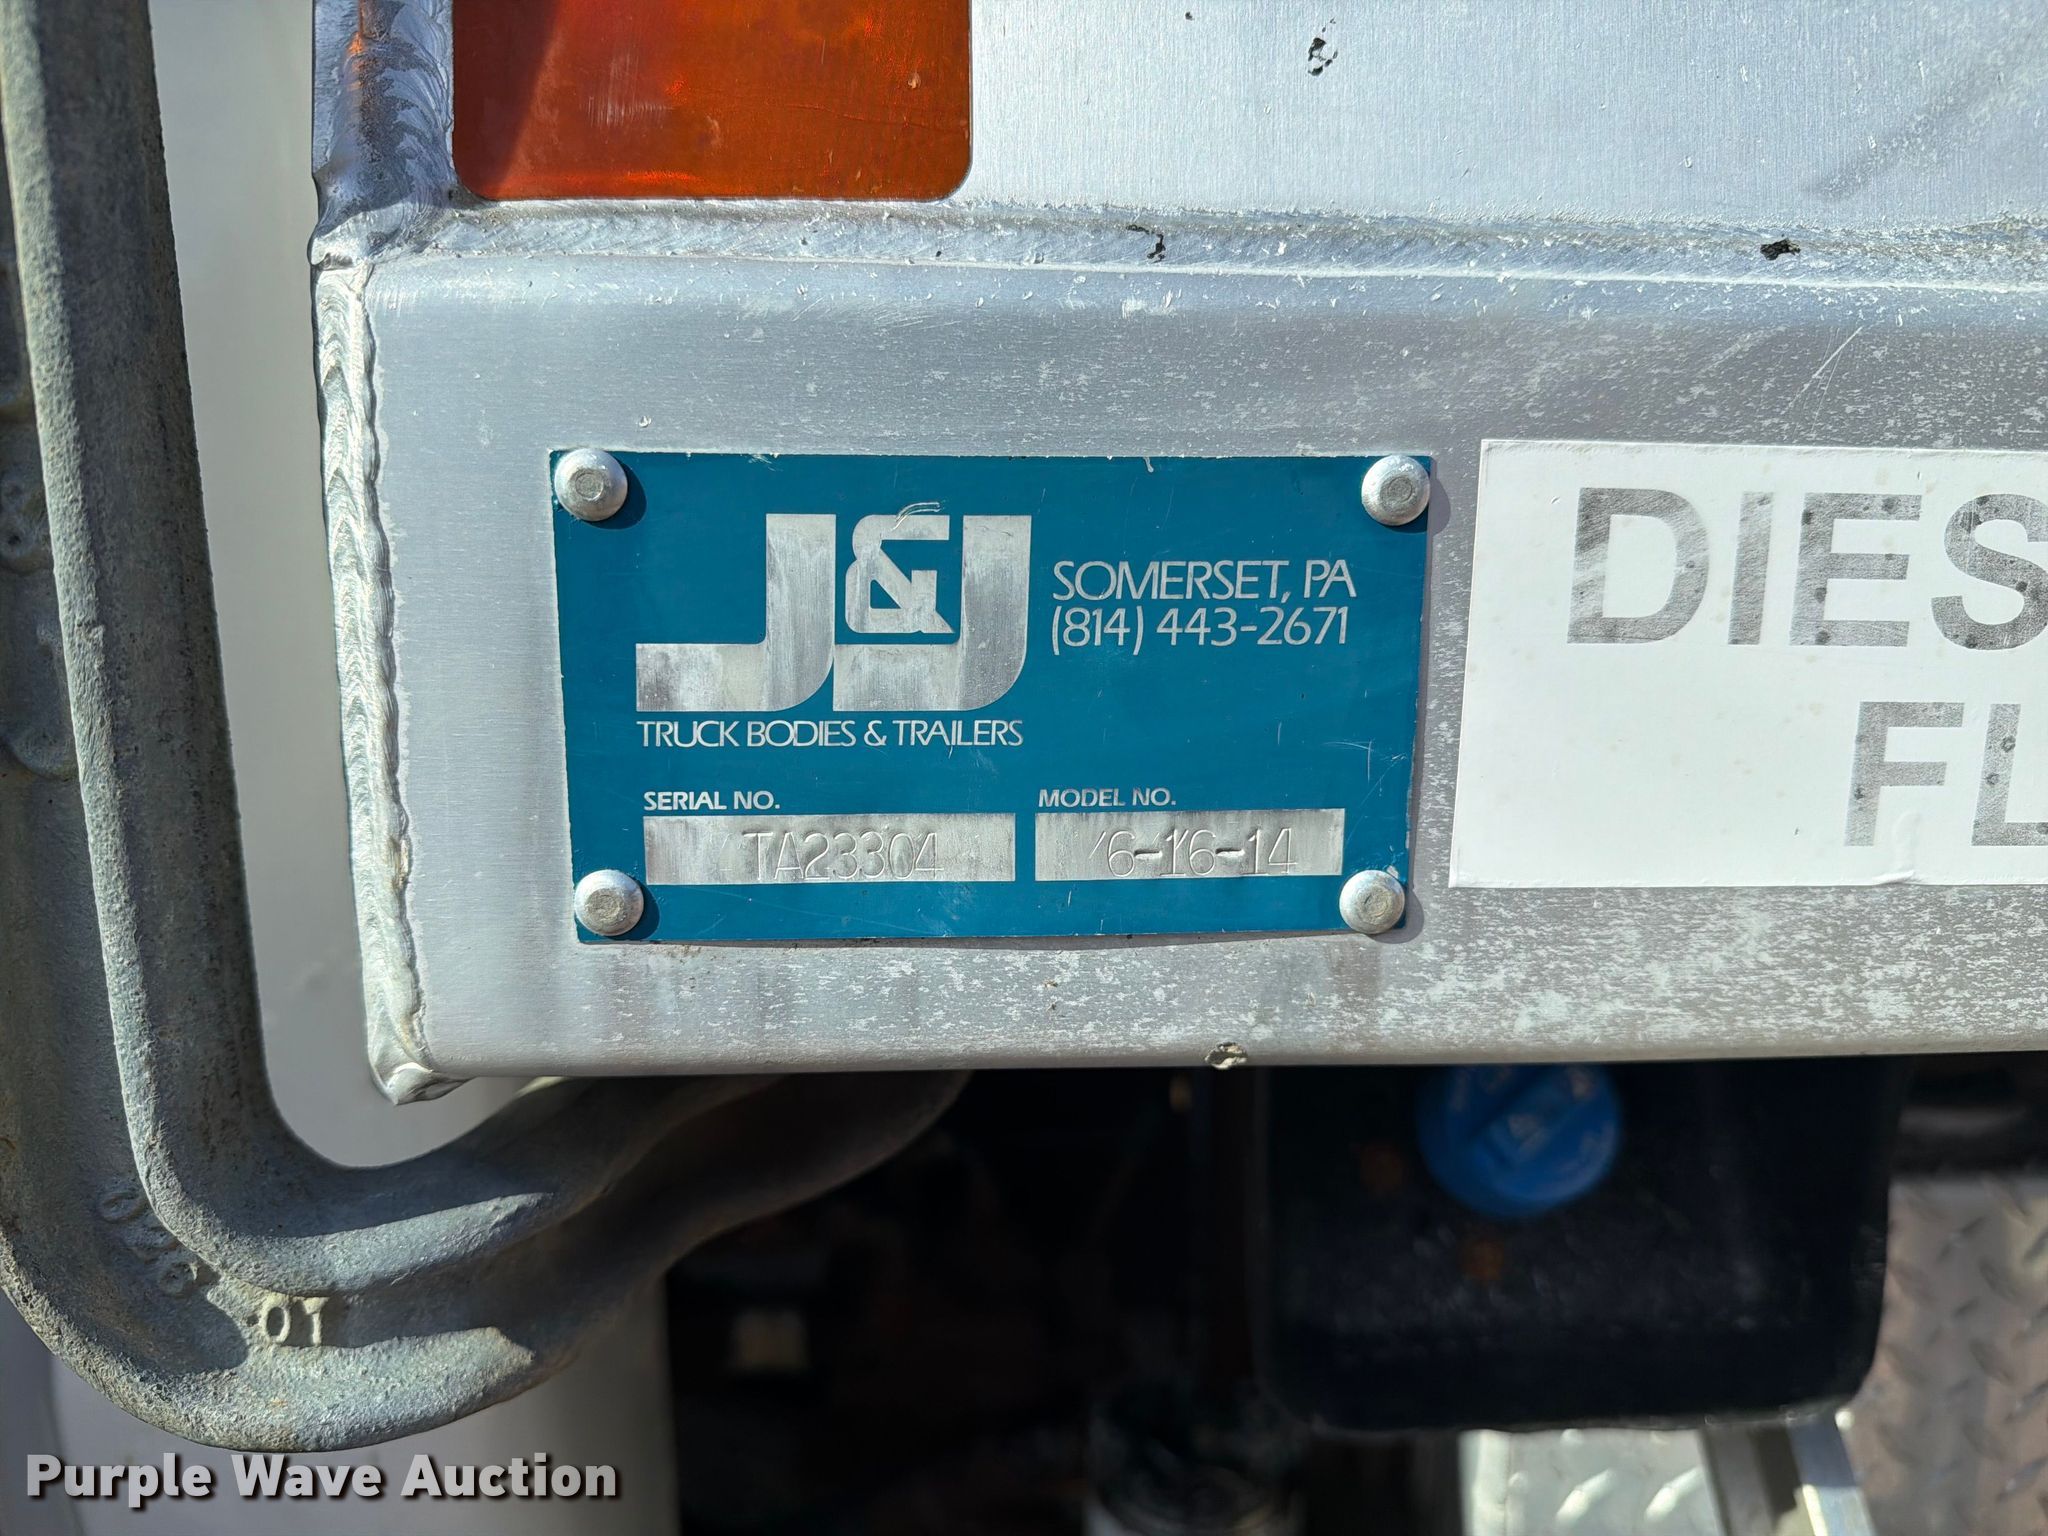 J&J
SOMERSET, PA
(814) 443-2671
TRUCK BODIES & TRAILERS
SERIAL NO.
MODEL NO.
TA23304
6-16-14
DIES
FL
01
Purple Wave Auction